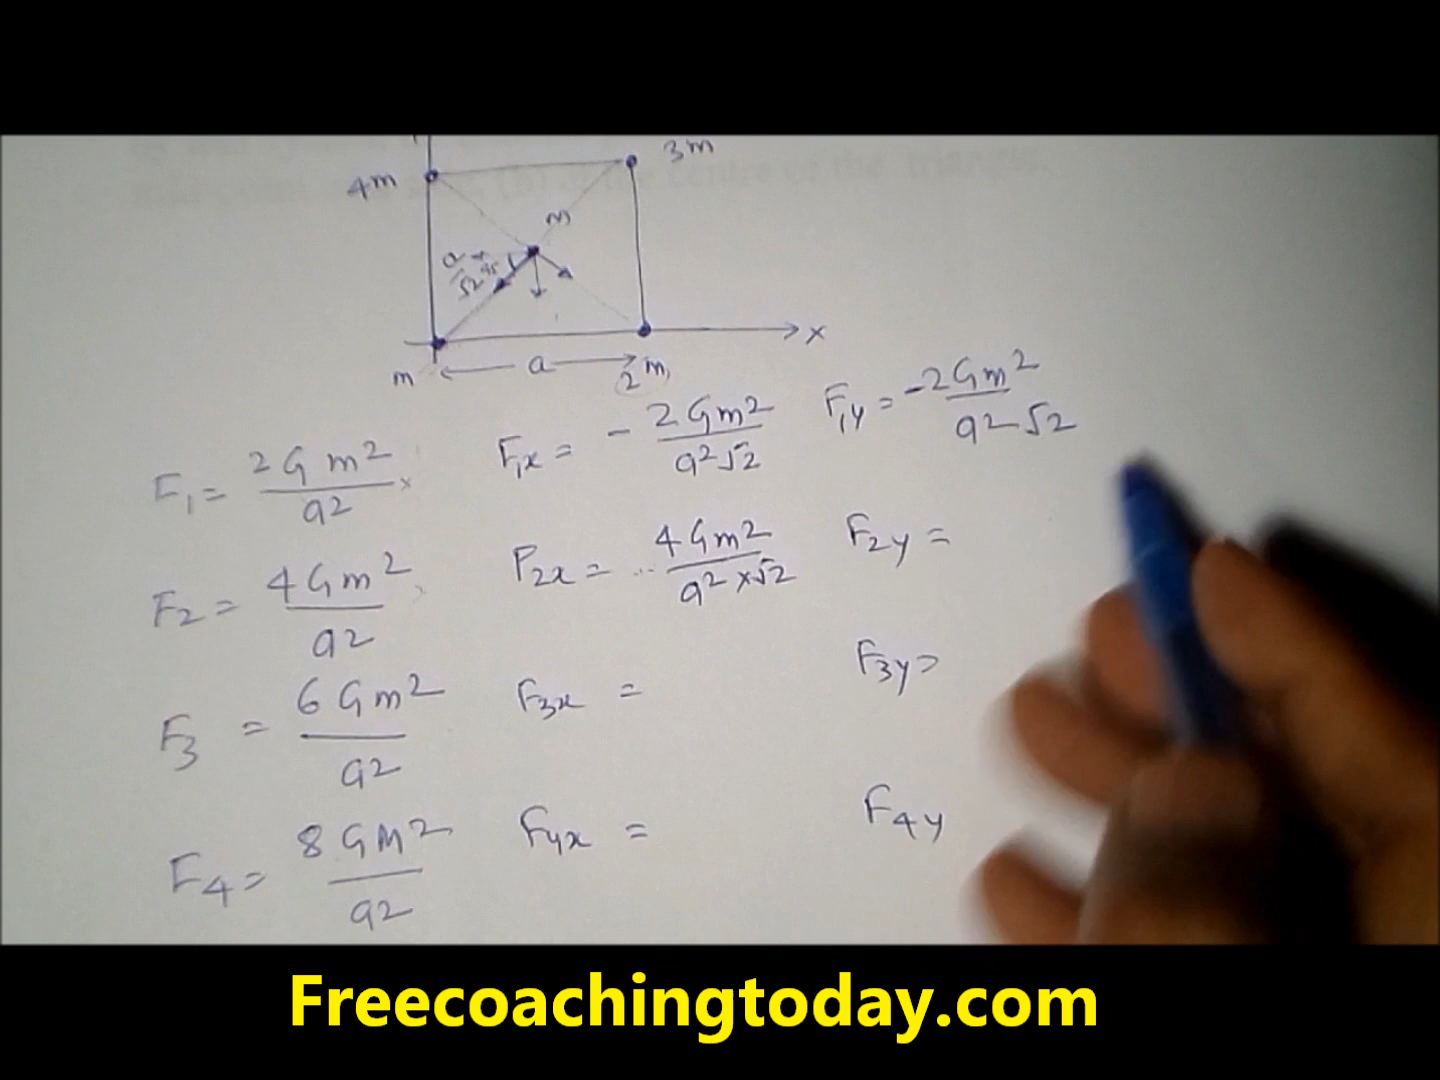 3m
4m
m
a
√2
45
x
m
a
2m
F₁ = 2Gm²/a² ×
F₁x = - 2Gm²/a²√2
F₁y = -2Gm²/a²√2
F₂ = 4Gm²/a²
F₂x = 4Gm²/a²×√2
F₂y =
F₃ = 6Gm²/a²
F₃x =
F₃y =
F₄ = 8GM²/a²
F₄x =
F₄y
Freecoachingtoday.com